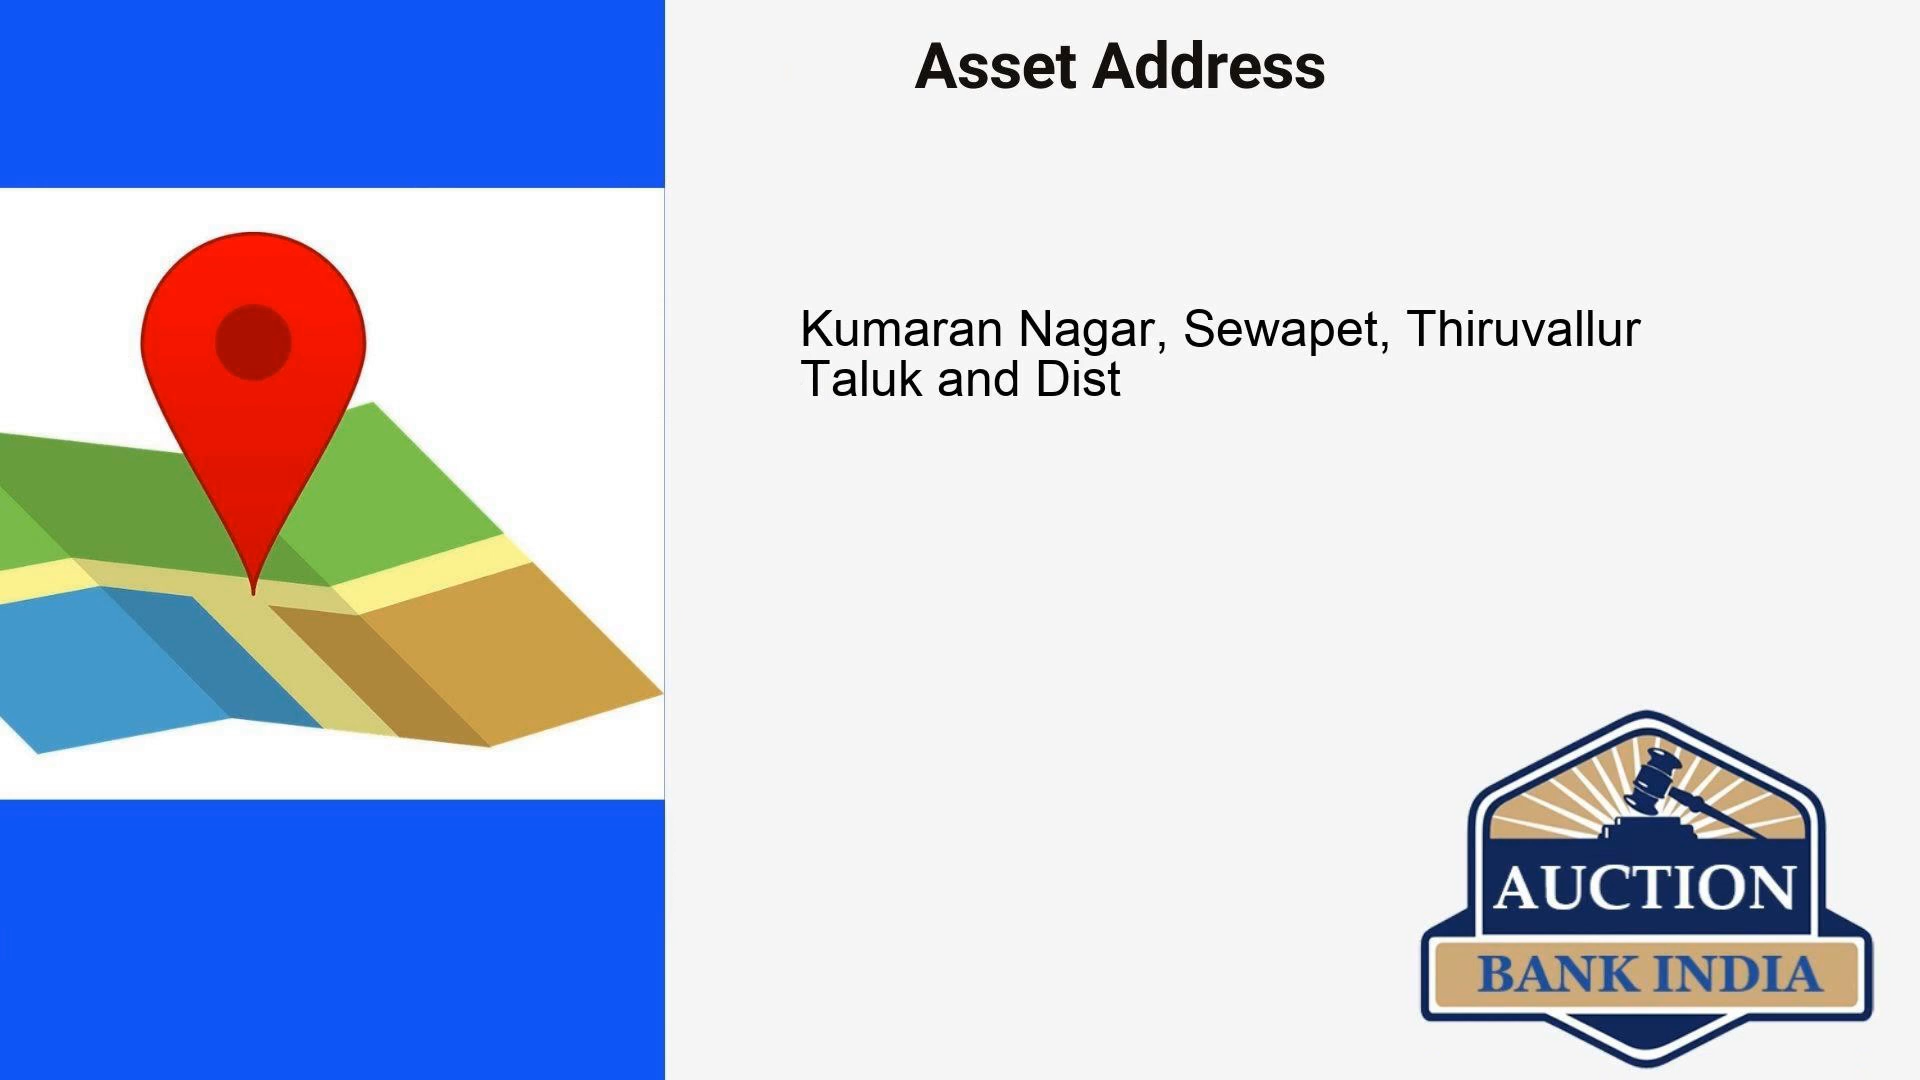 Asset Address
Kumaran Nagar, Sewapet, Thiruvallur
Taluk and Dist
AUCTION
BANK INDIA